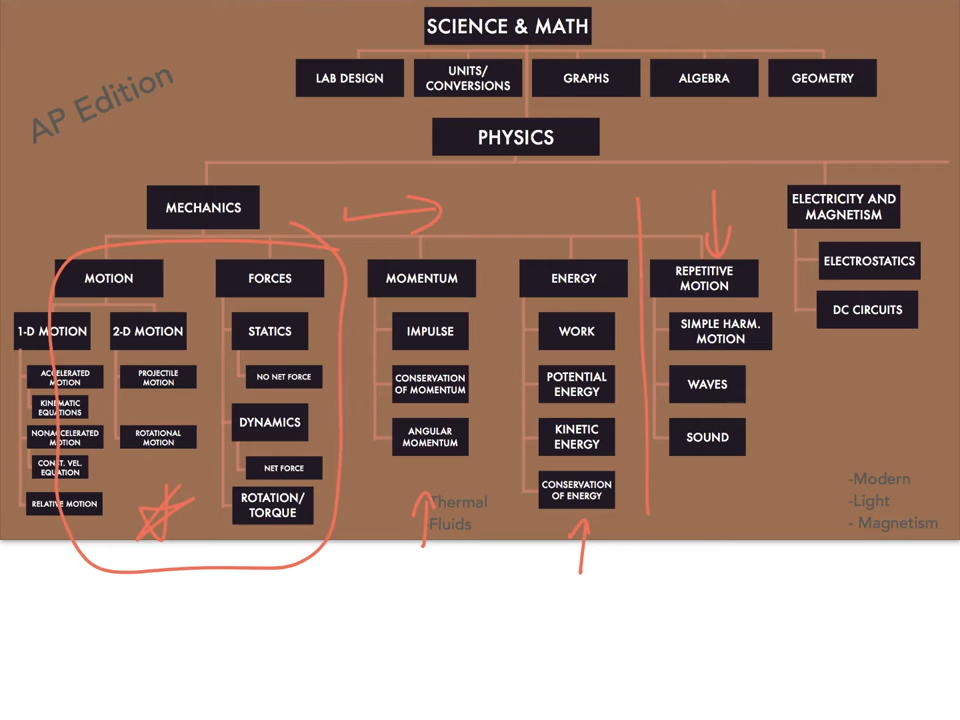 SCIENCE & MATH
LAB DESIGN
UNITS/
CONVERSIONS
GRAPHS
ALGEBRA
GEOMETRY
AP Edition
PHYSICS
MECHANICS
ELECTRICITY AND
MAGNETISM
ELECTROSTATICS
DC CIRCUITS
MOTION
1-D MOTION
ACCELERATED
MOTION
KINEMATIC
EQUATIONS
NONACCELERATED
MOTION
CONST. VEL.
EQUATION
RELATIVE MOTION
2-D MOTION
PROJECTILE
MOTION
ROTATIONAL
MOTION
FORCES
STATICS
NO NET FORCE
DYNAMICS
NET FORCE
ROTATION/
TORQUE
MOMENTUM
IMPULSE
CONSERVATION
OF MOMENTUM
ANGULAR
MOMENTUM
ENERGY
WORK
POTENTIAL
ENERGY
KINETIC
ENERGY
CONSERVATION
OF ENERGY
REPETITIVE
MOTION
SIMPLE HARM.
MOTION
WAVES
SOUND
-Thermal
-Fluids
-Modern
-Light
- Magnetism